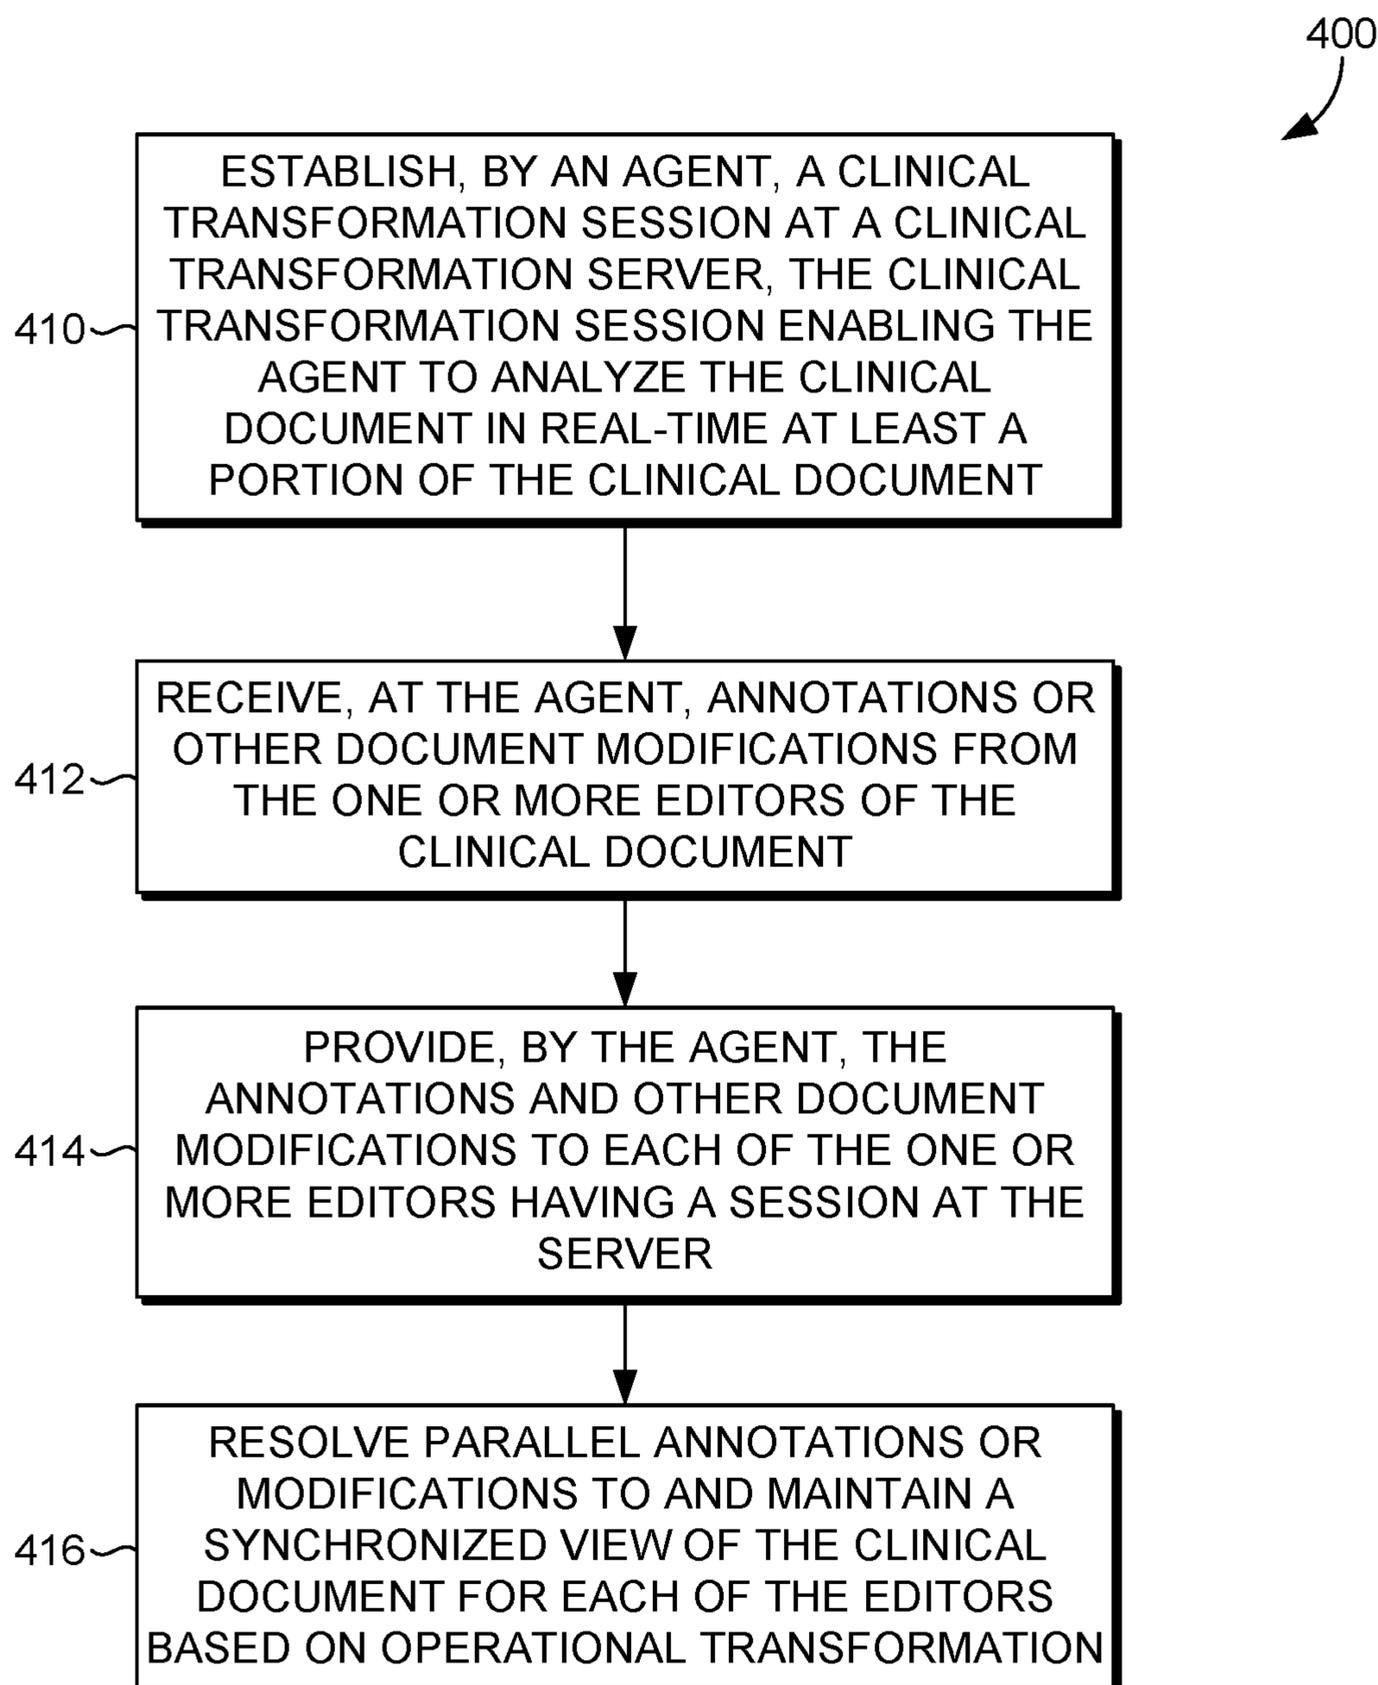 400
ESTABLISH, BY AN AGENT, A CLINICAL
TRANSFORMATION SESSION AT A CLINICAL
TRANSFORMATION SERVER, THE CLINICAL
TRANSFORMATION SESSION ENABLING THE
AGENT TO ANALYZE THE CLINICAL
DOCUMENT IN REAL-TIME AT LEAST A
PORTION OF THE CLINICAL DOCUMENT
410
RECEIVE, AT THE AGENT, ANNOTATIONS OR
OTHER DOCUMENT MODIFICATIONS FROM
THE ONE OR MORE EDITORS OF THE
CLINICAL DOCUMENT
412
PROVIDE, BY THE AGENT, THE
ANNOTATIONS AND OTHER DOCUMENT
MODIFICATIONS TO EACH OF THE ONE OR
MORE EDITORS HAVING A SESSION AT THE
SERVER
414
RESOLVE PARALLEL ANNOTATIONS OR
MODIFICATIONS TO AND MAINTAIN A
SYNCHRONIZED VIEW OF THE CLINICAL
DOCUMENT FOR EACH OF THE EDITORS
BASED ON OPERATIONAL TRANSFORMATION
416